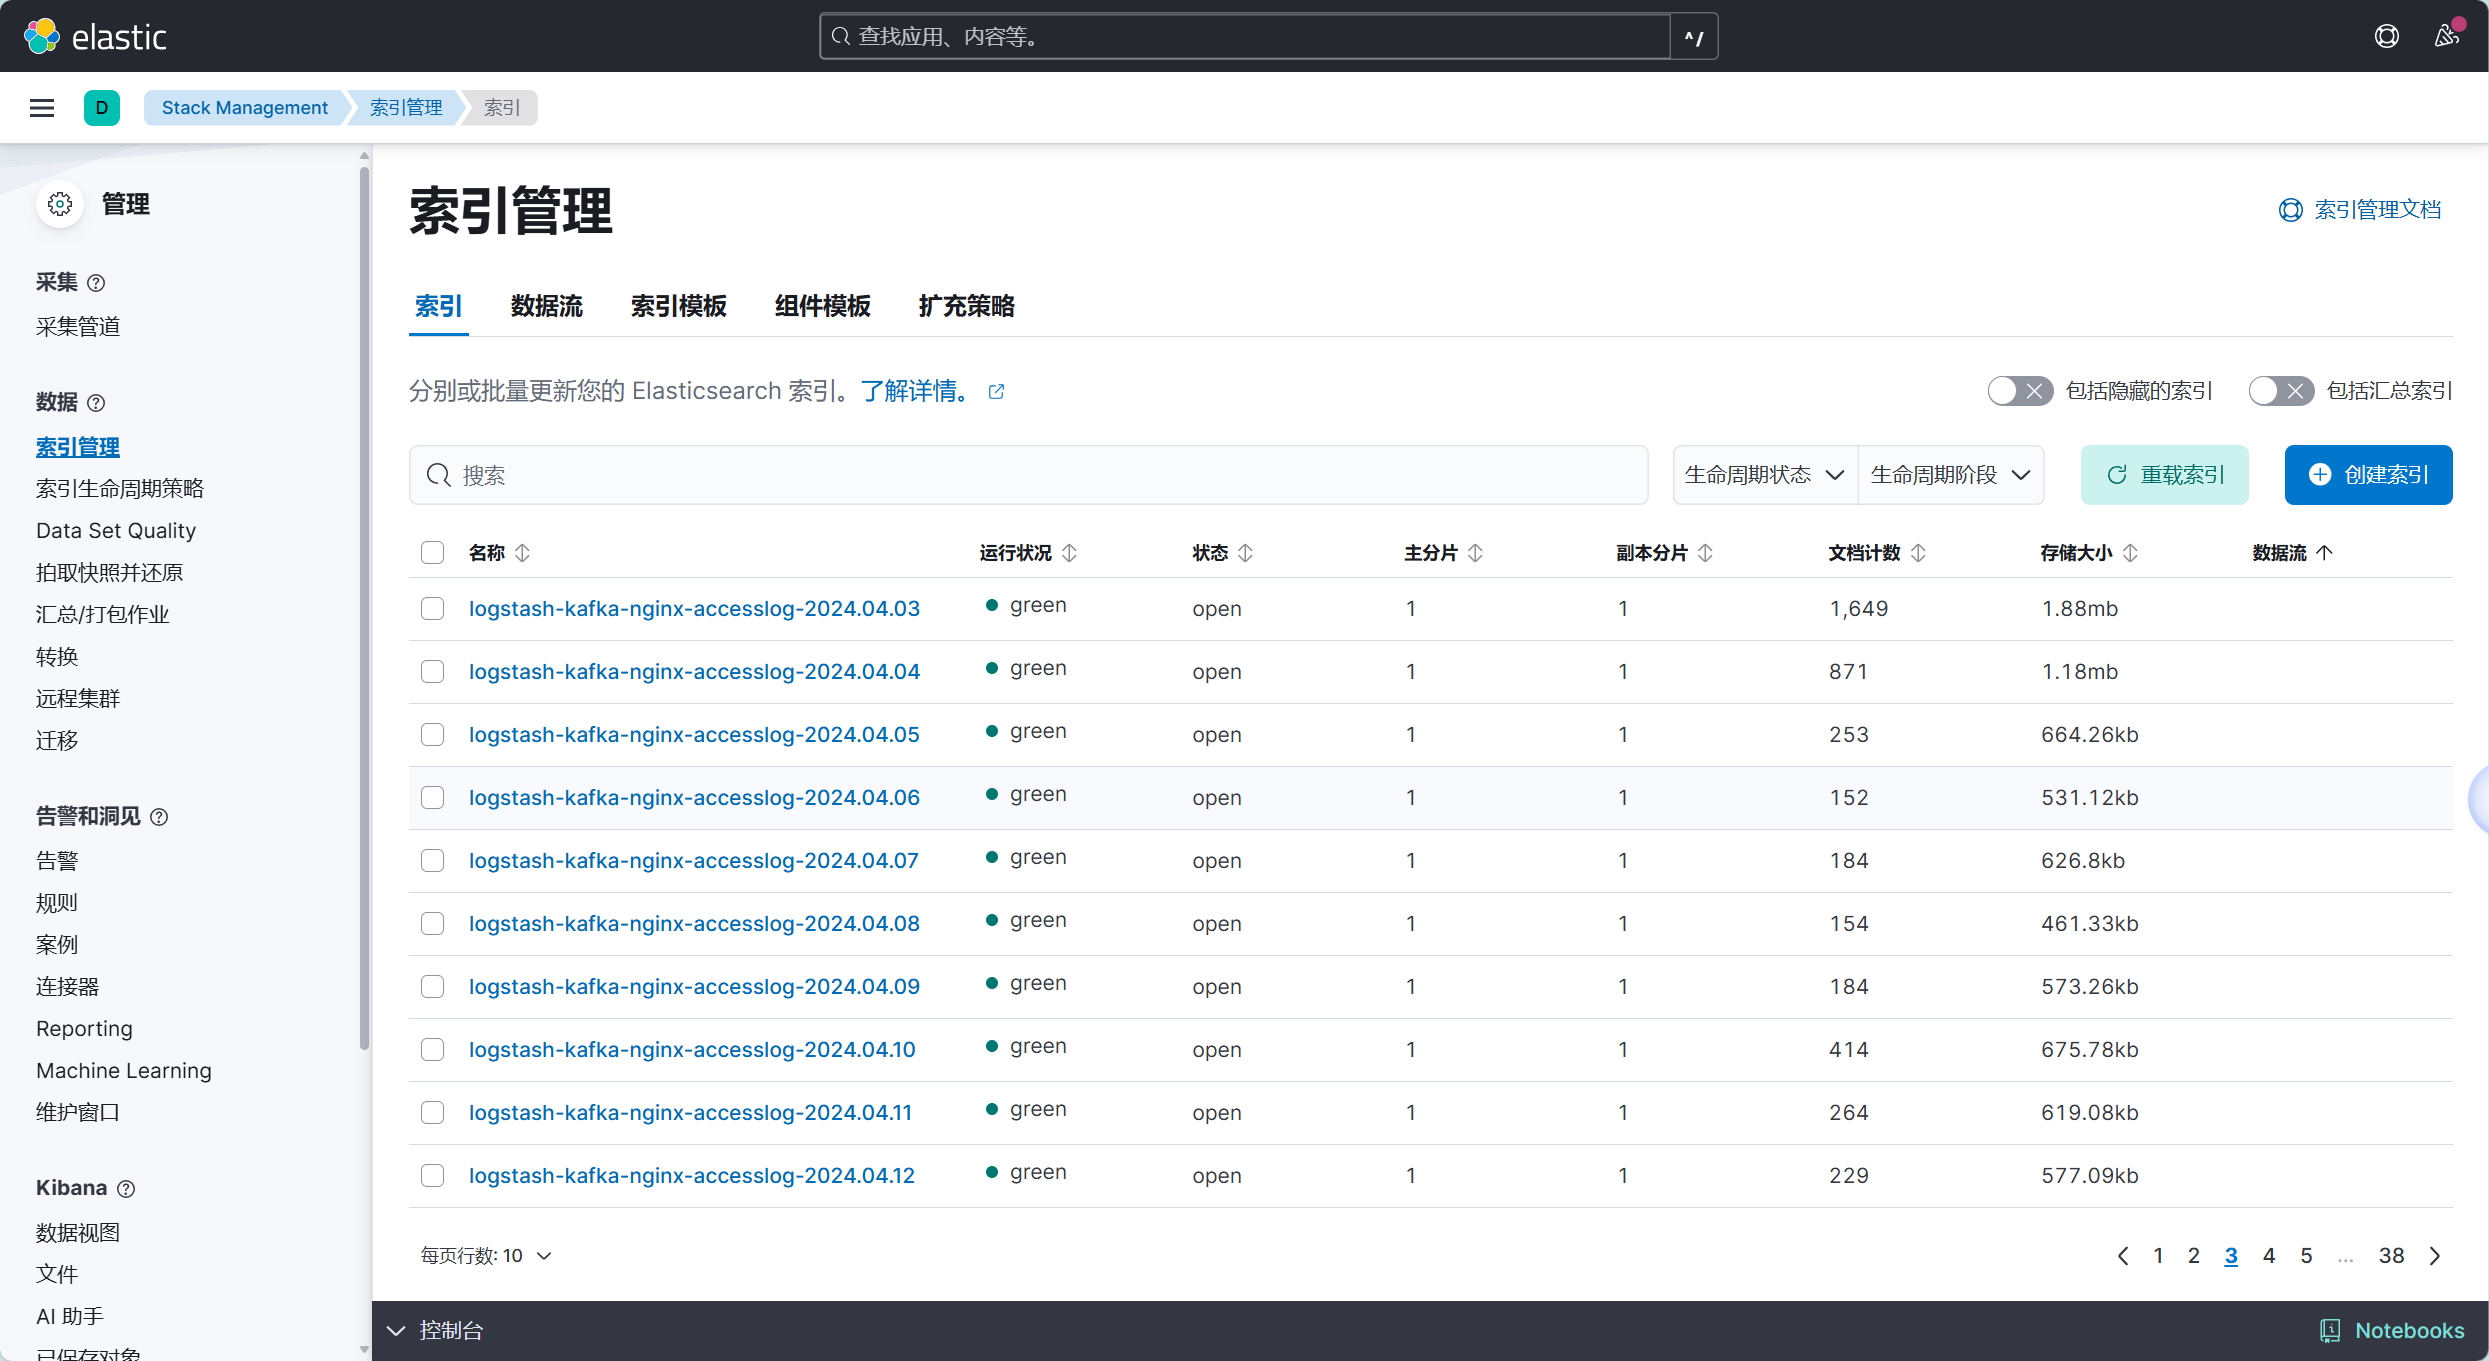 elastic
查找应用、内容等。
^/
D
Stack Management
索引管理
索引
管理
采集
采集管道
数据
索引管理
索引生命周期策略
Data Set Quality
拍取快照并还原
汇总/打包作业
转换
远程集群
迁移
告警和洞见
告警
规则
案例
连接器
Reporting
Machine Learning
维护窗口
Kibana
数据视图
文件
AI 助手
已保存对象
索引管理
索引管理文档
索引 数据流 索引模板 组件模板 扩充策略
分别或批量更新您的 Elasticsearch 索引。了解详情。
包括隐藏的索引 包括汇总索引
搜索 生命周期状态 生命周期阶段 重载索引 创建索引
名称 运行状况 状态 主分片 副本分片 文档计数 存储大小 数据流
logstash-kafka-nginx-accesslog-2024.04.03 green open 1 1 1,649 1.88mb
logstash-kafka-nginx-accesslog-2024.04.04 green open 1 1 871 1.18mb
logstash-kafka-nginx-accesslog-2024.04.05 green open 1 1 253 664.26kb
logstash-kafka-nginx-accesslog-2024.04.06 green open 1 1 152 531.12kb
logstash-kafka-nginx-accesslog-2024.04.07 green open 1 1 184 626.8kb
logstash-kafka-nginx-accesslog-2024.04.08 green open 1 1 154 461.33kb
logstash-kafka-nginx-accesslog-2024.04.09 green open 1 1 184 573.26kb
logstash-kafka-nginx-accesslog-2024.04.10 green open 1 1 414 675.78kb
logstash-kafka-nginx-accesslog-2024.04.11 green open 1 1 264 619.08kb
logstash-kafka-nginx-accesslog-2024.04.12 green open 1 1 229 577.09kb
每页行数: 10
1 2 3 4 5 ... 38
控制台
Notebooks